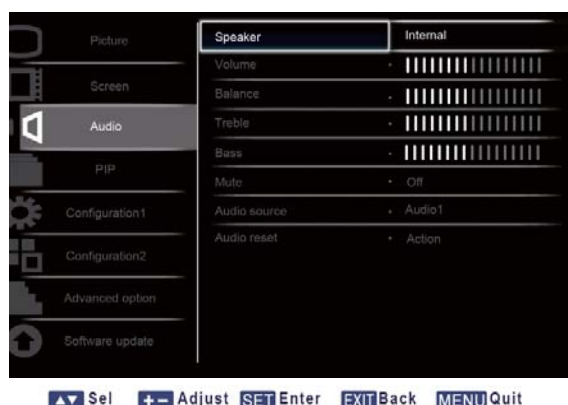 Picture
Screen
Audio
PIP
Configuration1
Configuration2
Advanced option
Software update
Speaker Internal
Volume
Balance
Treble
Bass
Mute Off
Audio source Audio1
Audio reset Action
Sel Adjust SET Enter EXIT Back MENU Quit